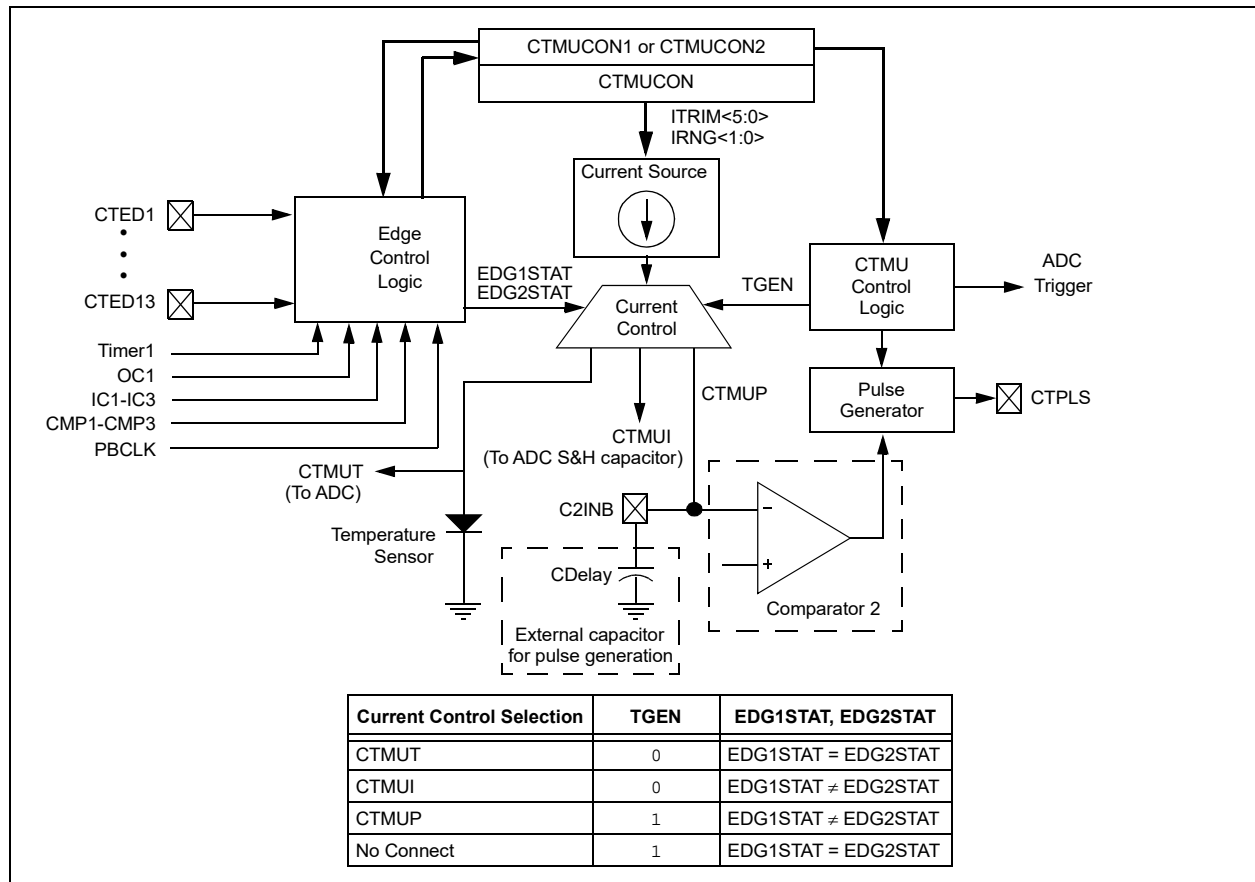 CTMUCON1 or CTMUCON2
CTMUCON
ITRIM<5:0>
IRNG<1:0>
Current Source
CTED1
CTED13
Edge
Control
Logic
EDG1STAT
EDG2STAT
Current
Control
TGEN
CTMU
Control
Logic
ADC
Trigger
Timer1
OC1
IC1-IC3
CMP1-CMP3
PBCLK
CTMUP
Pulse
Generator
CTPLS
CTMUI
(To ADC S&H capacitor)
CTMUT
(To ADC)
C2INB
Temperature
Sensor
CDelay
External capacitor
for pulse generation
−
+
Comparator 2
Current Control Selection TGEN EDG1STAT, EDG2STAT
CTMUT 0 EDG1STAT = EDG2STAT
CTMUI 0 EDG1STAT ≠ EDG2STAT
CTMUP 1 EDG1STAT ≠ EDG2STAT
No Connect 1 EDG1STAT = EDG2STAT